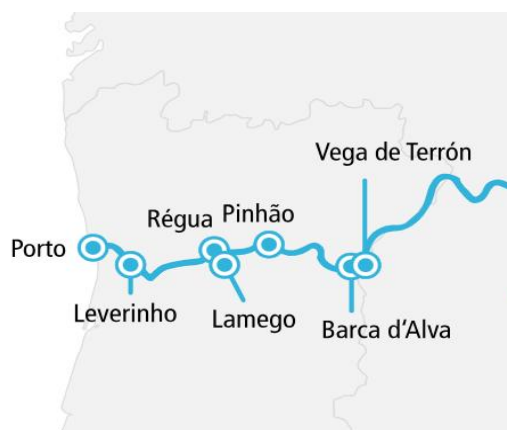 Vega de Terrón
Régua
Pinhão
Porto
Leverinho
Lamego
Barca d'Alva